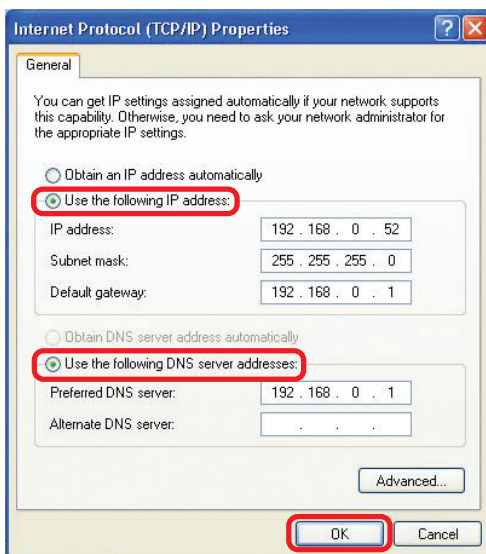 Internet Protocol (TCP/IP) Properties
General
You can get IP settings assigned automatically if your network supports
this capability. Otherwise, you need to ask your network administrator for
the appropriate IP settings.
Obtain an IP address automatically
Use the following IP address:
IP address: 192 . 168 . 0 . 52
Subnet mask: 255 . 255 . 255 . 0
Default gateway: 192 . 168 . 0 . 1
Obtain DNS server address automatically
Use the following DNS server addresses:
Preferred DNS server: 192 . 168 . 0 . 1
Alternate DNS server: . . .
Advanced...
OK Cancel